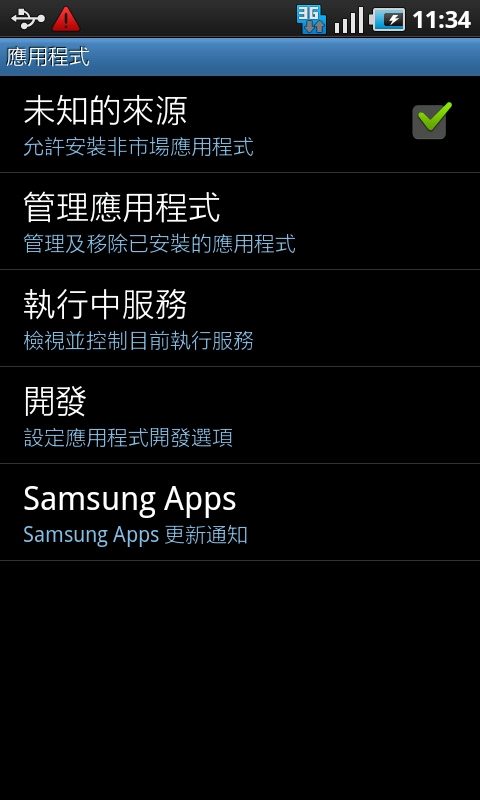 3G 11:34
應用程式
未知的來源
允許安裝非市場應用程式
管理應用程式
管理及移除已安裝的應用程式
執行中服務
檢視並控制目前執行服務
開發
設定應用程式開發選項
Samsung Apps
Samsung Apps 更新通知